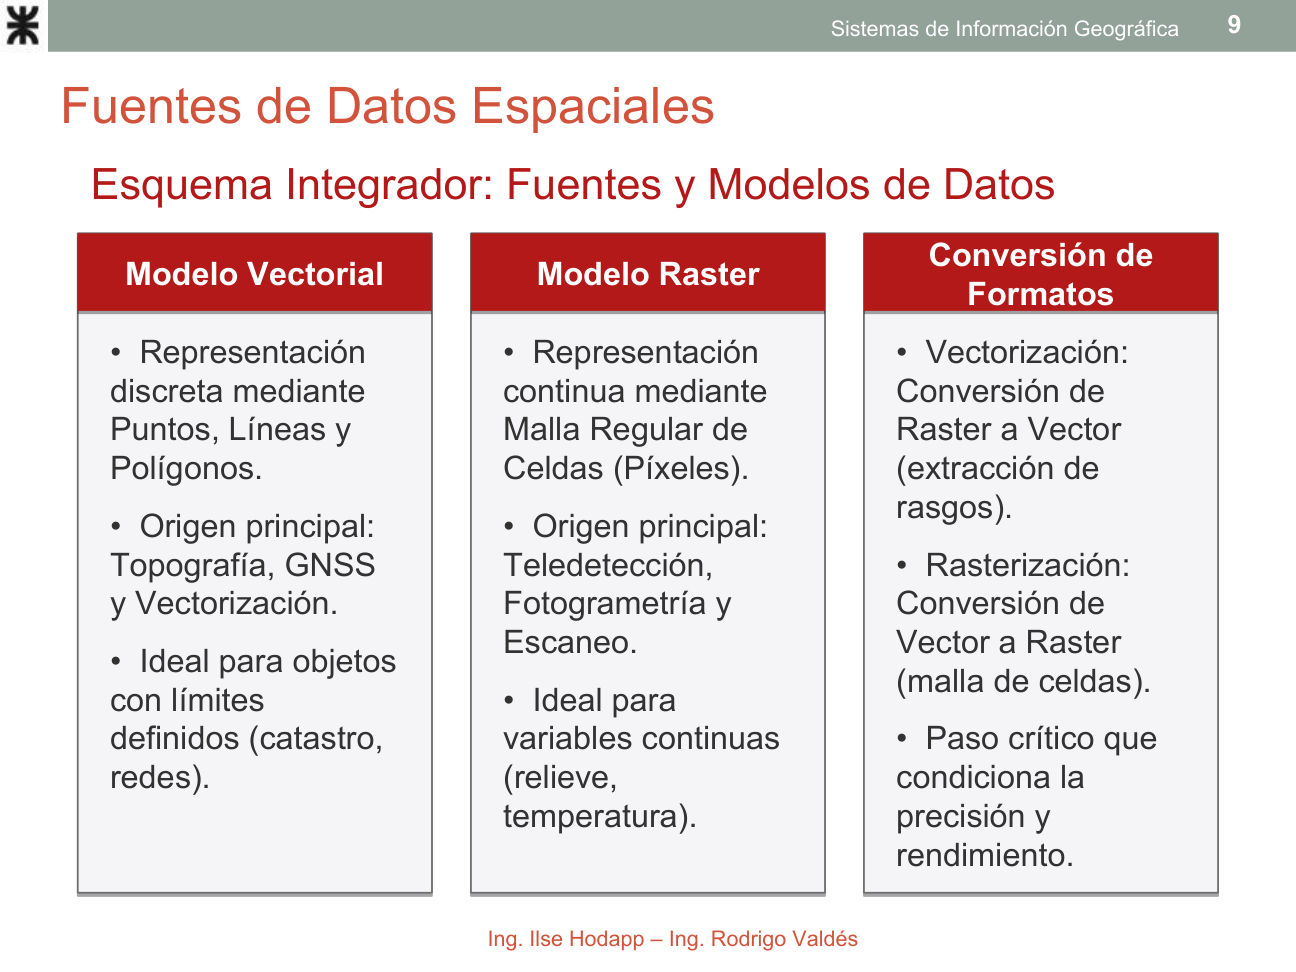 Sistemas de Información Geográfica
9
Fuentes de Datos Espaciales
Esquema Integrador: Fuentes y Modelos de Datos
Modelo Vectorial
• Representación
discreta mediante
Puntos, Líneas y
Polígonos.
• Origen principal:
Topografía, GNSS
y Vectorización.
• Ideal para objetos
con límites
definidos (catastro,
redes).
Modelo Raster
• Representación
continua mediante
Malla Regular de
Celdas (Píxeles).
• Origen principal:
Teledetección,
Fotogrametría y
Escaneo.
• Ideal para
variables continuas
(relieve,
temperatura).
Conversión de
Formatos
• Vectorización:
Conversión de
Raster a Vector
(extracción de
rasgos).
• Rasterización:
Conversión de
Vector a Raster
(malla de celdas).
• Paso crítico que
condiciona la
precisión y
rendimiento.
Ing. Ilse Hodapp – Ing. Rodrigo Valdés